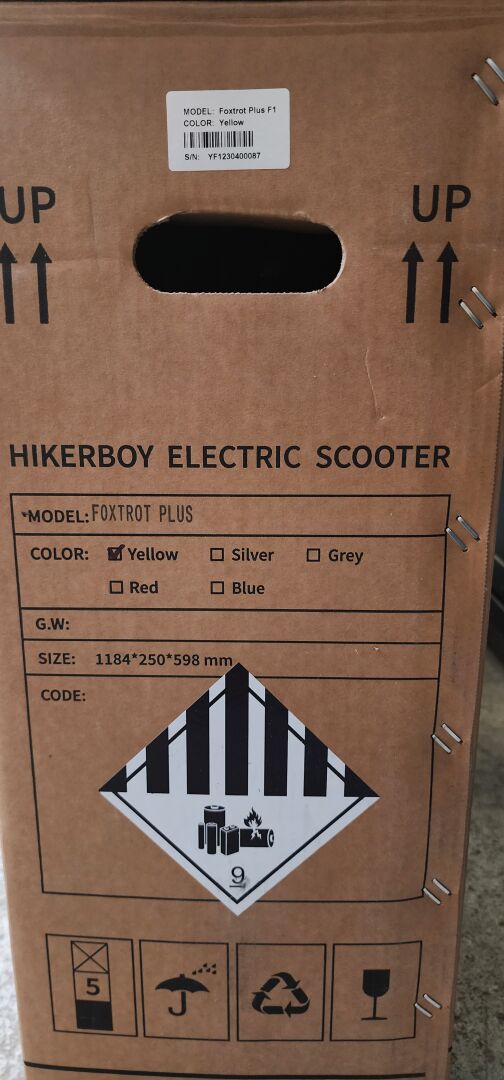 MODEL: Foxtrot Plus F1
COLOR: Yellow
S/N: YF1230400087
UP UP
HIKERBOY ELECTRIC SCOOTER
MODEL: FOXTROT PLUS
COLOR: Yellow Silver Grey
Red Blue
G.W:
SIZE: 1184*250*598 mm
CODE:
9
5